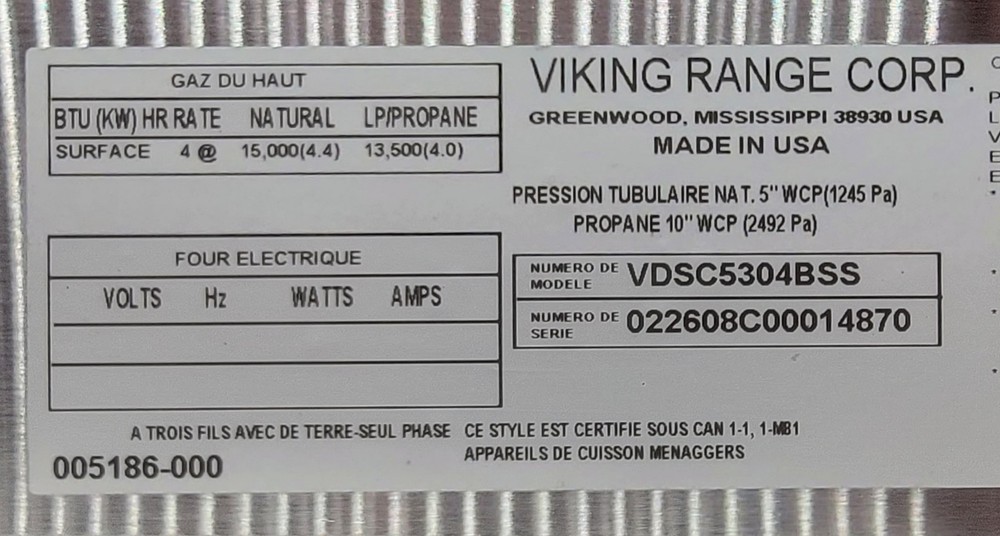 GAZ DU HAUT
BTU (KW) HR RATE NATURAL LP/PROPANE
SURFACE 4 @ 15,000(4.4) 13,500(4.0)
VIKING RANGE CORP.
GREENWOOD, MISSISSIPPI 38930 USA
MADE IN USA
PRESSION TUBULAIRE NAT. 5" WCP(1245 Pa)
PROPANE 10" WCP (2492 Pa)
FOUR ELECTRIQUE
VOLTS Hz WATTS AMPS
NUMERO DE MODELE VDSC5304BSS
NUMERO DE SERIE 022608C00014870
A TROIS FILS AVEC DE TERRE-SEUL PHASE
005186-000
CE STYLE EST CERTIFIE SOUS CAN 1-1, 1-MB1
APPAREILS DE CUISSON MENAGGERS